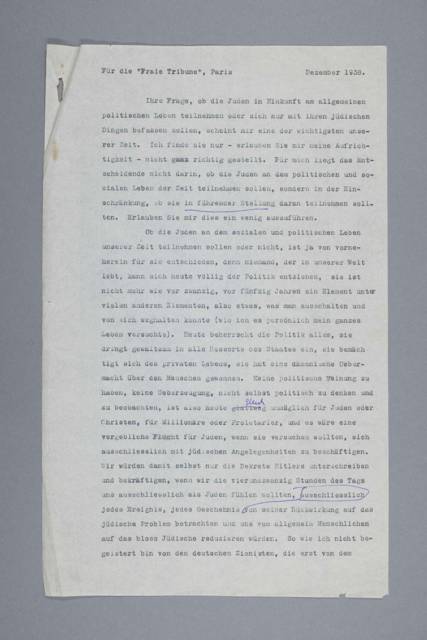 Für die "Fraie Tribune", Paris Dezember 1938.
Ihre Frage, ob die Juden in Hinkunft am allgemeinen
politischen Leben teilnehmen oder sich nur mit ihren jüdischen
Dingen befassen sollen, scheint mir eine der wichtigsten unse-
rer Zeit. Ich finde sie nur - erlauben Sie mir meine Aufrich-
tigkeit - nicht ganz richtig gestellt. Für mich liegt das Ent-
scheidende nicht darin, ob die Juden an dem politischen und so-
cialen Leben der Zeit teilnehmen sollen, sondern in der Ein-
schränkung, ob sie in führender Stellung daran teilnehmen soll-
ten. Erlauben Sie mir dies ein wenig auszuführen.
Ob die Juden an dem sozialen und politischen Leben
unserer Zeit teilnehmen sollen oder nicht, ist ja von vorne-
herein für sie entschieden, denn niemand, der in unserer Welt
lebt, kann sich heute völlig der Politik entziehen, sie ist
nicht mehr wie vor zwanzig, vor fünfzig Jahren ein Element unter
vielen anderen Elementen, also etwas, was man ausschalten und
von sich weghalten konnte (wie ich es persönlich mein ganzes
Leben versuchte). Heute beherrscht die Politik alles, sie
dringt gewaltsam in alle Ressorts des Staates ein, sie bemäch
tigt sich des privaten Lebens, sie hat eine dämonische Ueber-
macht über den Menschen gewonnen. Keine politische Meinung zu
haben, keine Ueberzeugung, nicht selbst politisch zu denken und
zu beobachten, ist also heute gleich unmöglich für Juden oder
Christen, für Millionäre oder Proletarier, und es wäre eine
vergebliche Flucht für Juden, wenn sie versuchen sollten, sich
ausschliesslich mit jüdischen Angelegenheiten zu beschäftigen.
Wir würden damit selbst nur die Dekrete Hitlers unterschreiben
und bekräftigen, wenn wir die vierundzwanzig Stunden des Tags
uns ausschliesslich als Juden fühlen sollten, ausschliesslich
jedes Ereignis, jedes Geschehnis von seiner Rückwirkung auf das
jüdische Problem betrachten und uns vom allgemein Menschlichen
auf das bloss Jüdische reduzieren würden. So wie ich nicht be-
geistert bin von den deutschen Zionisten, die erst von dem